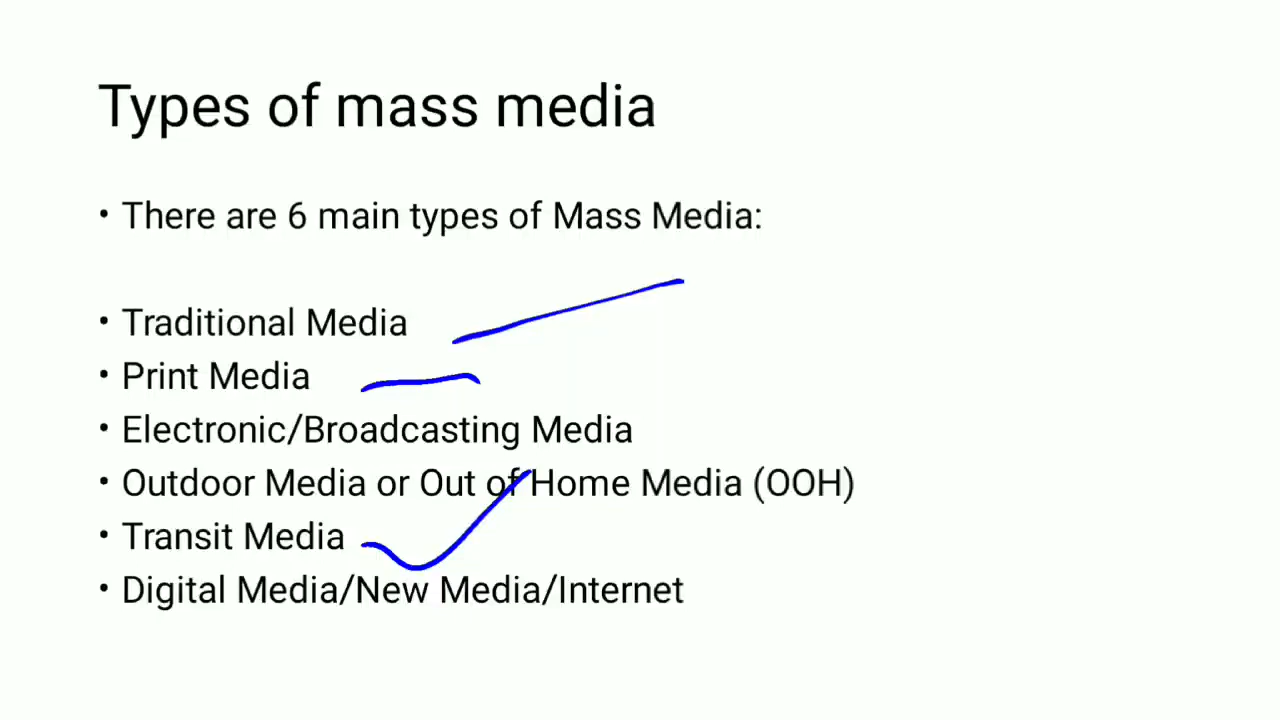 Types of mass media
• There are 6 main types of Mass Media:
• Traditional Media
• Print Media
• Electronic/Broadcasting Media
• Outdoor Media or Out of Home Media (OOH)
• Transit Media
• Digital Media/New Media/Internet